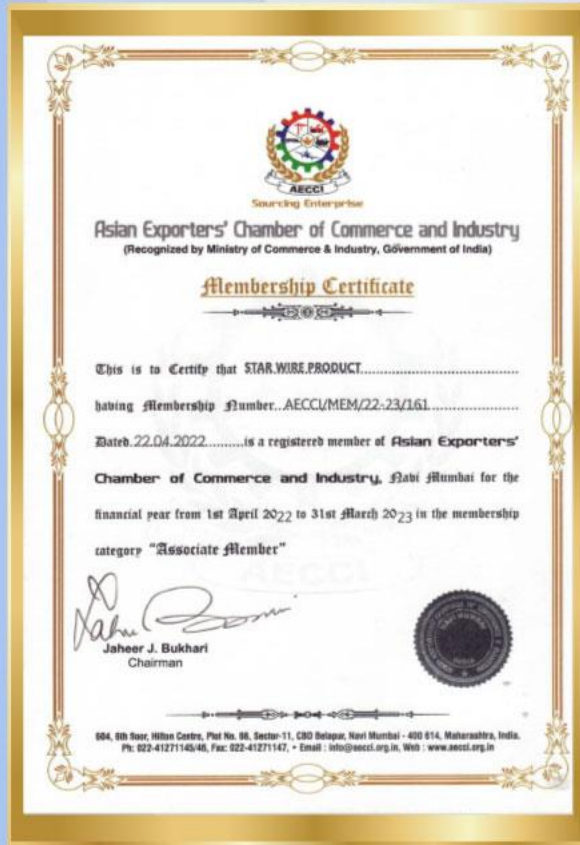 AECCI
Sourcing Enterprise
Asian Exporters' Chamber of Commerce and Industry
(Recognized by Ministry of Commerce & Industry, Government of India)
Membership Certificate
This is to Certify that STAR WIRE PRODUCT
having Membership Number AECCI/MEM/22-23/161
Dated 22.04.2022 is a registered member of Asian Exporters'
Chamber of Commerce and Industry, Navi Mumbai for the
financial year from 1st April 2022 to 31st March 2023 in the membership
category "Associate Member"
AECCI
Jaheer J. Bukhari
Chairman
INDIA
604, 6th floor, Hilton Centre, Plot No. 66, Sector-11, CBD Belapur, Navi Mumbai - 400 614, Maharashtra, India.
Ph: 022-41271145/46, Fax: 022-41271147, • Email : info@aecci.org.in, Web : www.aecci.org.in